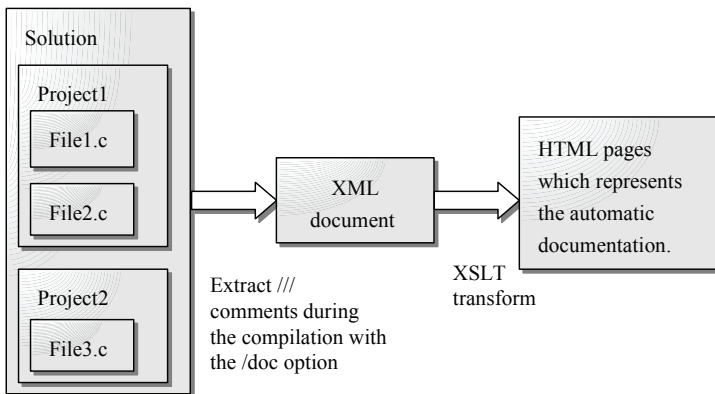 Solution
Project1
File1.c
File2.c
Project2
File3.c
Extract ///
comments during
the compilation with
the /doc option
XML
document
XSLT
transform
HTML pages
which represents
the automatic
documentation.